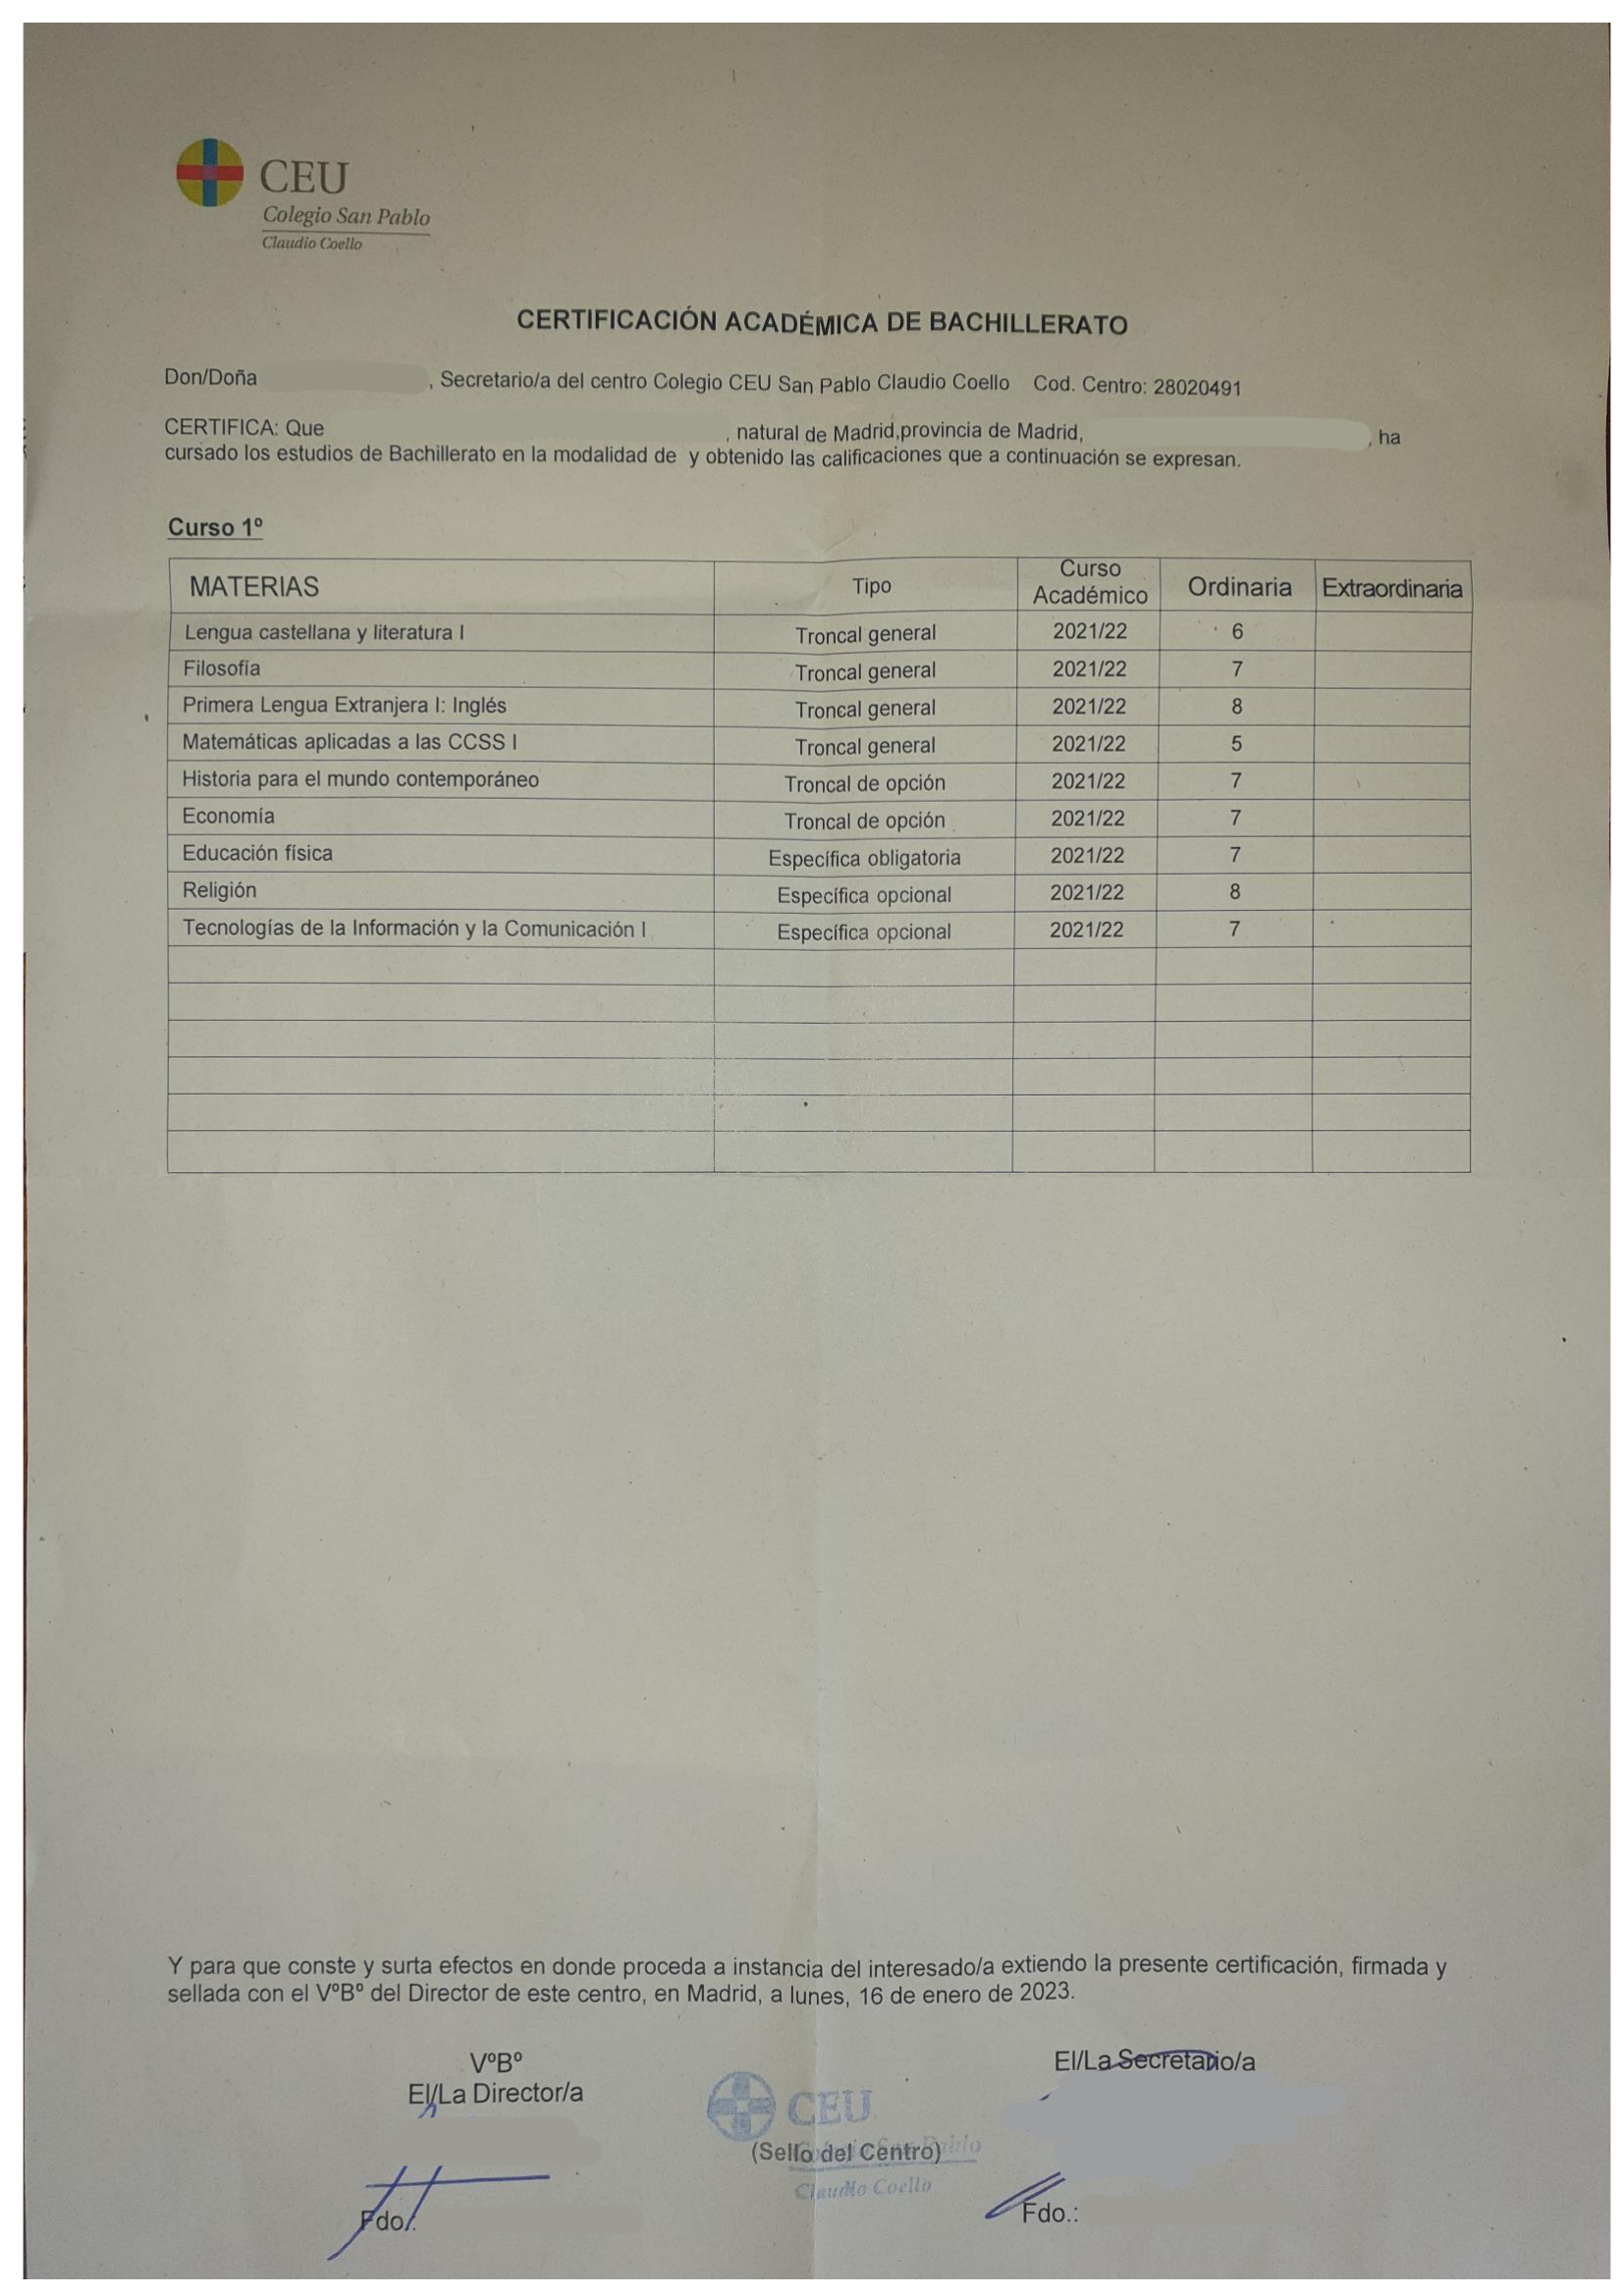 CEU
Colegio San Pablo
Claudio Coello
CERTIFICACIÓN ACADÉMICA DE BACHILLERATO
Don/Doña , Secretario/a del centro Colegio CEU San Pablo Claudio Coello Cod. Centro: 28020491
CERTIFICA: Que , natural de Madrid,provincia de Madrid, , ha
cursado los estudios de Bachillerato en la modalidad de y obtenido las calificaciones que a continuación se expresan.
Curso 1º
MATERIAS Tipo Curso Académico Ordinaria Extraordinaria
Lengua castellana y literatura I Troncal general 2021/22 6
Filosofía Troncal general 2021/22 7
Primera Lengua Extranjera I: Inglés Troncal general 2021/22 8
Matemáticas aplicadas a las CCSS I Troncal general 2021/22 5
Historia para el mundo contemporáneo Troncal de opción 2021/22 7
Economía Troncal de opción 2021/22 7
Educación física Específica obligatoria 2021/22 7
Religión Específica opcional 2021/22 8
Tecnologías de la Información y la Comunicación I Específica opcional 2021/22 7
Y para que conste y surta efectos en donde proceda a instancia del interesado/a extiendo la presente certificación, firmada y
sellada con el VºBº del Director de este centro, en Madrid, a lunes, 16 de enero de 2023.
VºBº
El/La Director/a
El/La Secretario/a
CEU
Colegio San Pablo
(Sello del Centro)
Claudio Coello
Fdo.:
Fdo.: